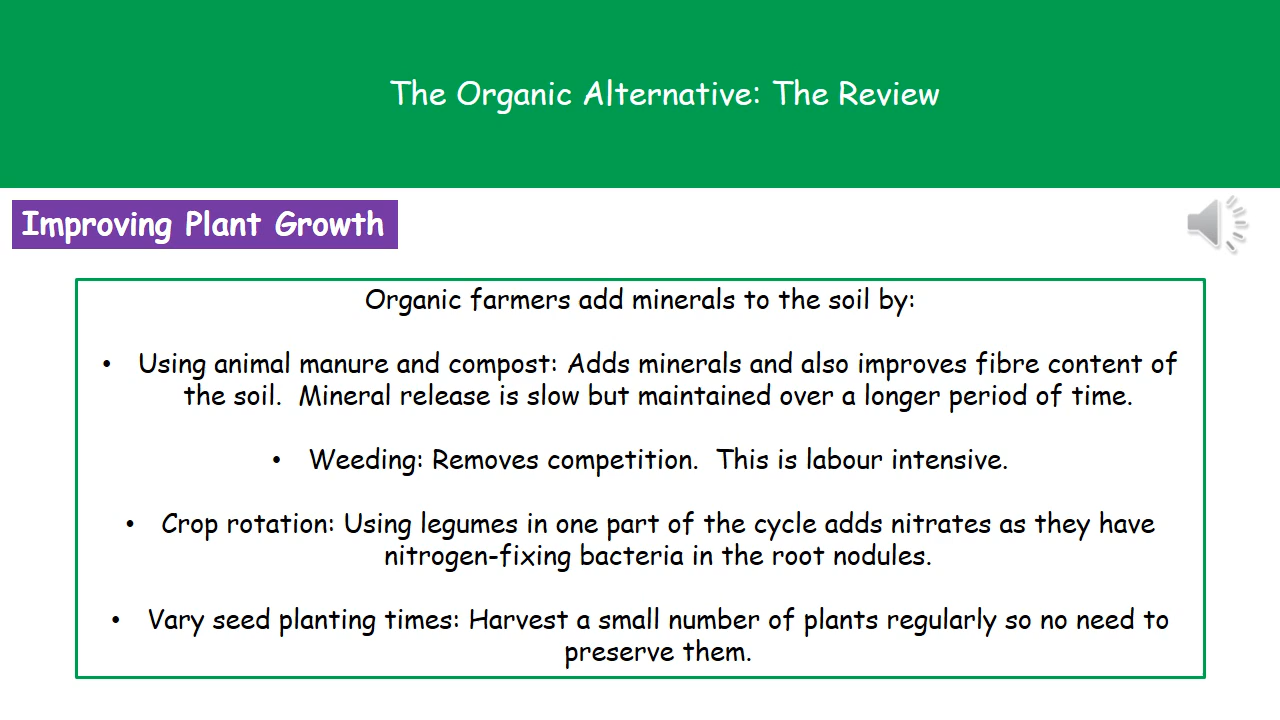 The Organic Alternative: The Review
Improving Plant Growth
Organic farmers add minerals to the soil by:
• Using animal manure and compost: Adds minerals and also improves fibre content of
the soil.  Mineral release is slow but maintained over a longer period of time.
• Weeding: Removes competition.  This is labour intensive.
• Crop rotation: Using legumes in one part of the cycle adds nitrates as they have
nitrogen-fixing bacteria in the root nodules.
• Vary seed planting times: Harvest a small number of plants regularly so no need to
preserve them.